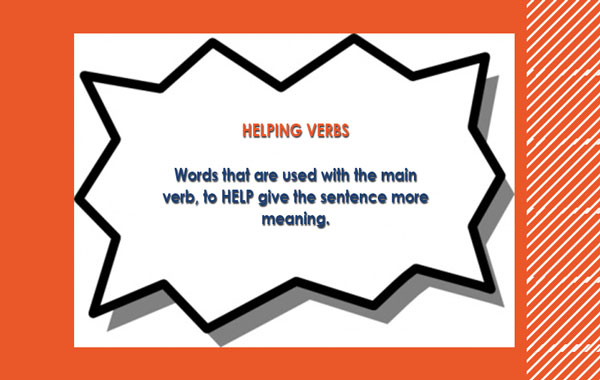 HELPING VERBS
Words that are used with the main
verb, to HELP give the sentence more
meaning.